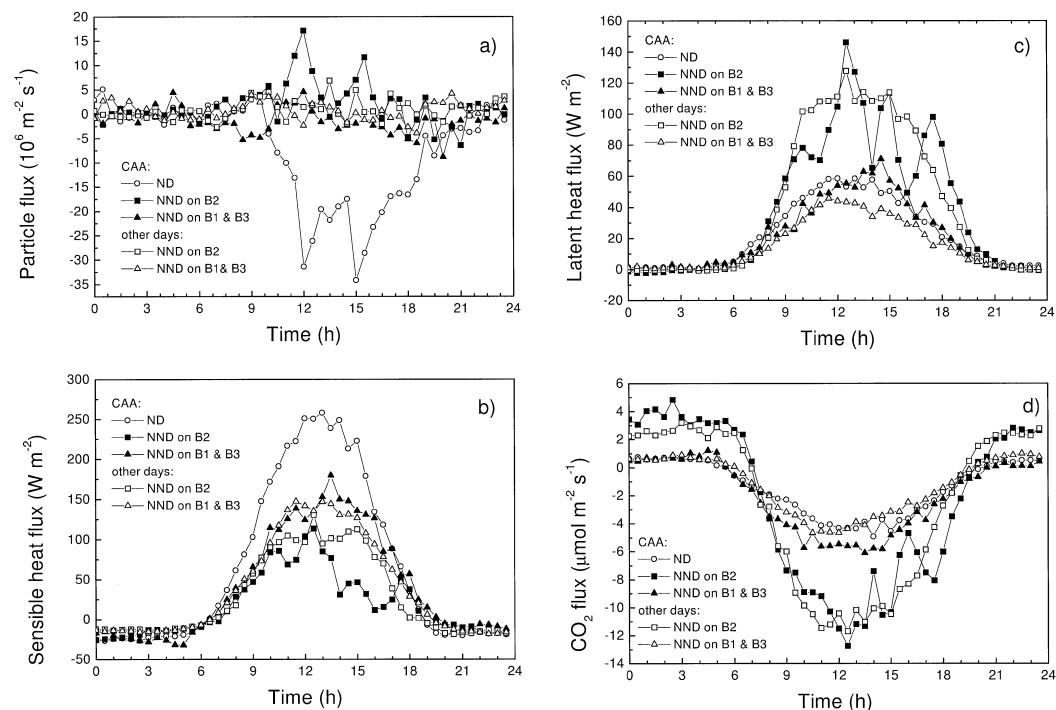 a)
Particle flux (10⁶ m⁻² s⁻¹)
20
15
10
5
0
-5
-10
-15
-20
-25
-30
-35
CAA:
ND
NND on B2
NND on B1 & B3
other days:
NND on B2
NND on B1& B3
0 3 6 9 12 15 18 21 24
Time (h)
c)
Latent heat flux (W m⁻²)
160
140
120
100
80
60
40
20
0
-20
CAA:
ND
NND on B2
NND on B1 & B3
other days:
NND on B2
NND on B1 & B3
0 3 6 9 12 15 18 21 24
Time (h)
b)
Sensible heat flux (W m⁻²)
300
250
200
150
100
50
0
-50
CAA:
ND
NND on B2
NND on B1 & B3
other days:
NND on B2
NND on B1 & B3
0 3 6 9 12 15 18 21 24
Time (h)
d)
CO₂ flux (μmol m⁻² s⁻¹)
6
4
2
0
-2
-4
-6
-8
-10
-12
-14
CAA:
ND
NND on B2
NND on B1 & B3
other days:
NND on B2
NND on B1 & B3
0 3 6 9 12 15 18 21 24
Time (h)